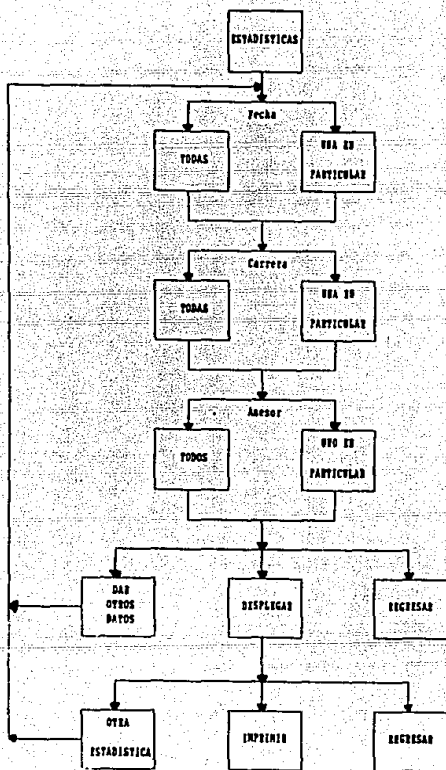 ESTADISTICAS
Fecha
TODAS
UNA EN
PARTICULAR
Carrera
TODAS
UNA EN
PARTICULAR
Asesor
TODOS
UNO EN
PARTICULAR
DAR
OTROS
DATOS
DESPLEGAR
REGRESAR
OTRA
ESTADISTICA
IMPRIMIR
REGRESAR